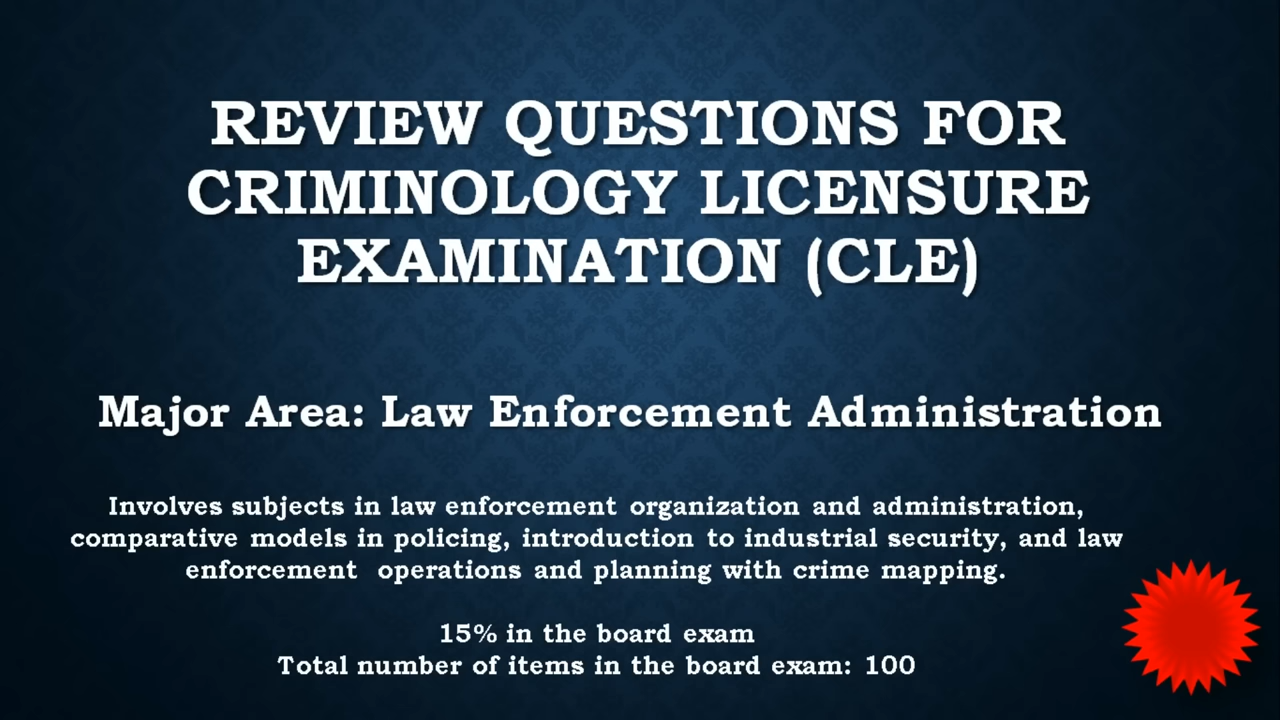 REVIEW QUESTIONS FOR
CRIMINOLOGY LICENSURE
EXAMINATION (CLE)
Major Area: Law Enforcement Administration
Involves subjects in law enforcement organization and administration,
comparative models in policing, introduction to industrial security, and law
enforcement operations and planning with crime mapping.
15% in the board exam
Total number of items in the board exam: 100